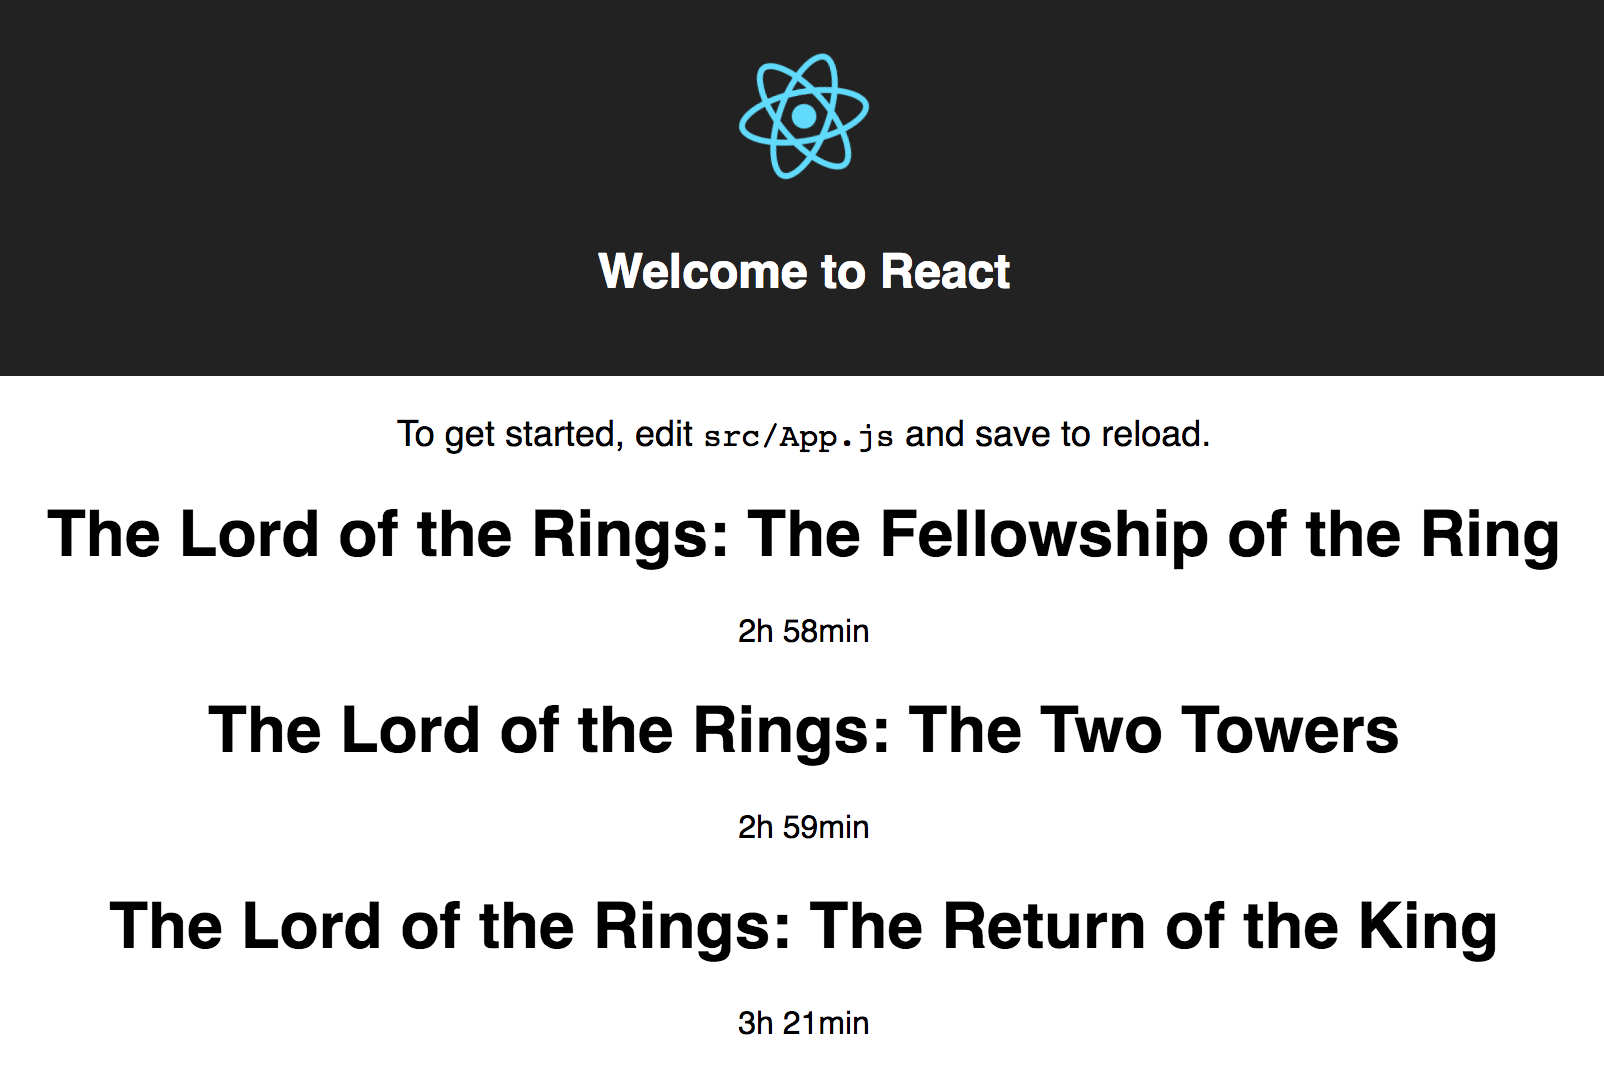 Welcome to React
To get started, edit src/App.js and save to reload.
The Lord of the Rings: The Fellowship of the Ring
2h 58min
The Lord of the Rings: The Two Towers
2h 59min
The Lord of the Rings: The Return of the King
3h 21min